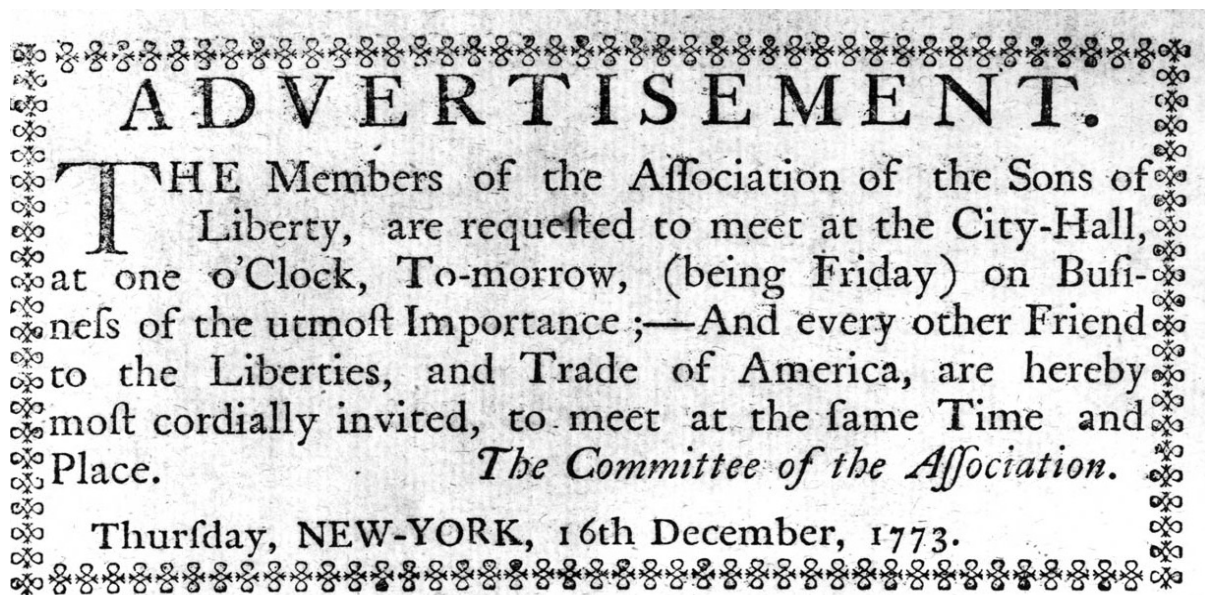 ADVERTISEMENT.
THE Members of the Aſſociation of the Sons of
Liberty, are requeſted to meet at the City-Hall,
at one o'Clock, To-morrow, (being Friday) on Buſi-
neſs of the utmoſt Importance ;—And every other Friend
to the Liberties, and Trade of America, are hereby
moſt cordially invited, to meet at the ſame Time and
Place. The Committee of the Aſſociation.
Thurſday, NEW-YORK, 16th December, 1773.